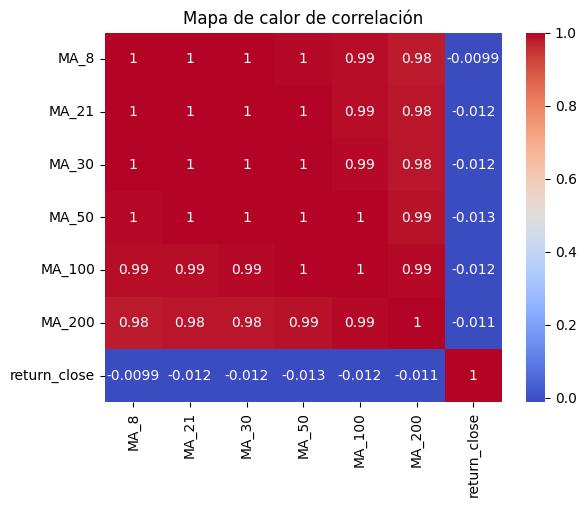 Mapa de calor de correlación
MA_8 1 1 1 1 0.99 0.98 -0.0099
MA_21 1 1 1 1 0.99 0.98 -0.012
MA_30 1 1 1 1 0.99 0.98 -0.012
MA_50 1 1 1 1 1 0.99 -0.013
MA_100 0.99 0.99 0.99 1 1 0.99 -0.012
MA_200 0.98 0.98 0.98 0.99 0.99 1 -0.011
return_close -0.0099 -0.012 -0.012 -0.013 -0.012 -0.011 1
MA_8 MA_21 MA_30 MA_50 MA_100 MA_200 return_close
1.0
0.8
0.6
0.4
0.2
0.0